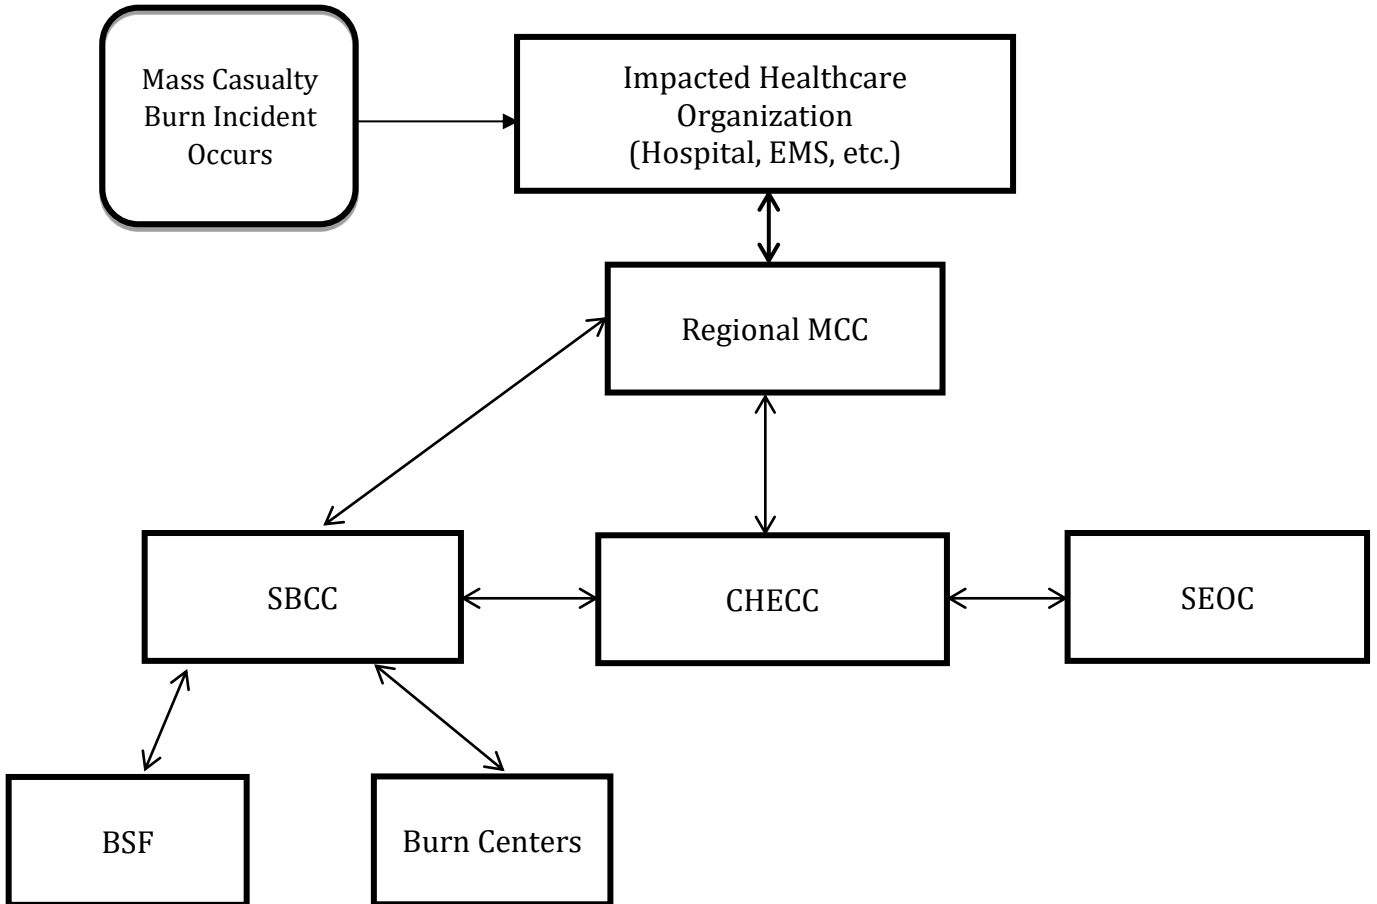 Mass Casualty
Burn Incident
Occurs
Impacted Healthcare
Organization
(Hospital, EMS, etc.)
Regional MCC
SBCC
CHECC
SEOC
BSF
Burn Centers